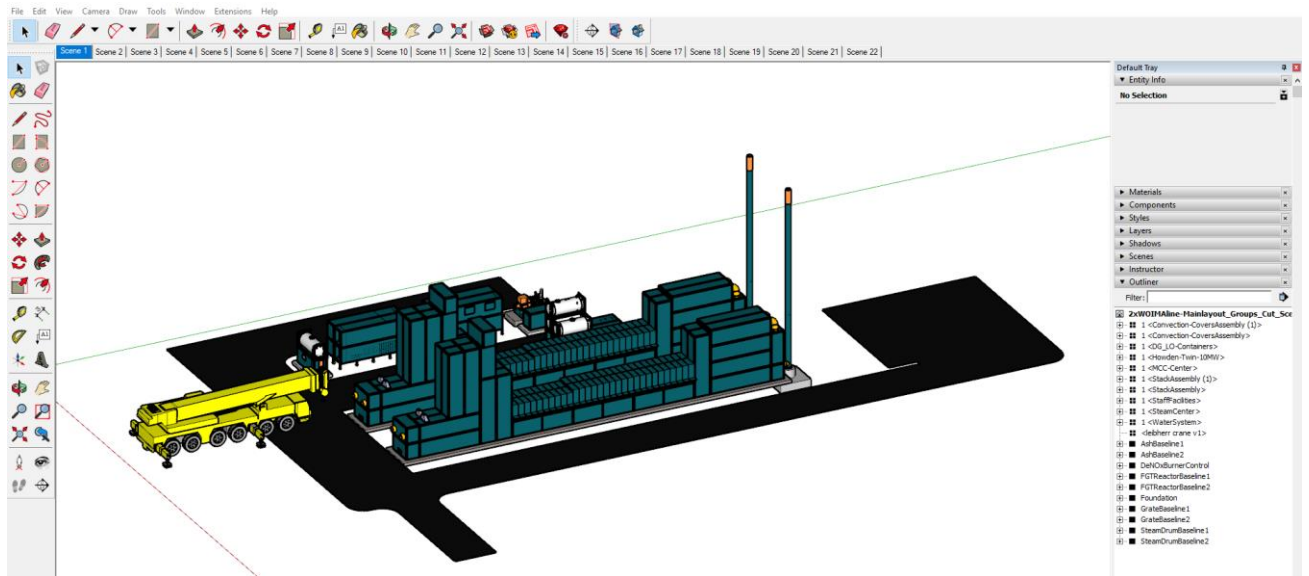 File Edit View Camera Draw Tools Window Extensions Help
A1
Scene 1 Scene 2 Scene 3 Scene 4 Scene 5 Scene 6 Scene 7 Scene 8 Scene 9 Scene 10 Scene 11 Scene 12 Scene 13 Scene 14 Scene 15 Scene 16 Scene 17 Scene 18 Scene 19 Scene 20 Scene 21 Scene 22
A1
Default Tray
Entity Info
No Selection
Materials
Components
Styles
Layers
Shadows
Scenes
Instructor
Outliner
Filter:
2xWOIMAline-Mainlayout_Groups_Cut_Sce
1 <Convection-CoversAssembly (1)>
1 <Convection-CoversAssembly>
1 <DG_LO-Containers>
1 <Howden-Twin-10MW>
1 <MCC-Center>
1 <StackAssembly (1)>
1 <StackAssembly>
1 <StaffFacilities>
1 <SteamCenter>
1 <WaterSystem>
<leibherr crane v1>
AshBaseline1
AshBaseline2
DeNOxBurnerControl
FGTReactorBaseline1
FGTReactorBaseline2
Foundation
GrateBaseline1
GrateBaseline2
SteamDrumBaseline1
SteamDrumBaseline2